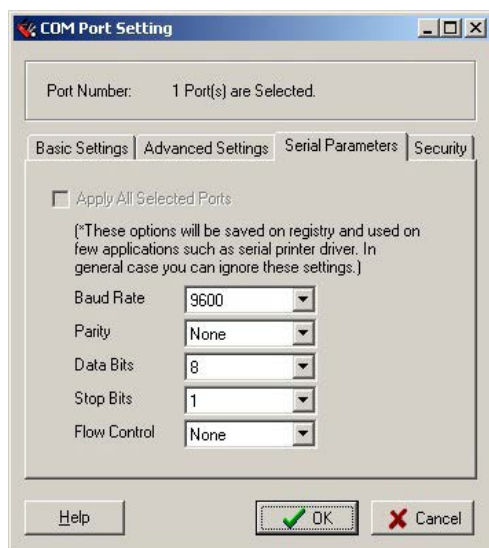 COM Port Setting
Port Number: 1 Port(s) are Selected.
Basic Settings Advanced Settings Serial Parameters Security
Apply All Selected Ports
(*These options will be saved on registry and used on
few applications such as serial printer driver. In
general case you can ignore these settings.)
Baud Rate 9600
Parity None
Data Bits 8
Stop Bits 1
Flow Control None
Help OK Cancel